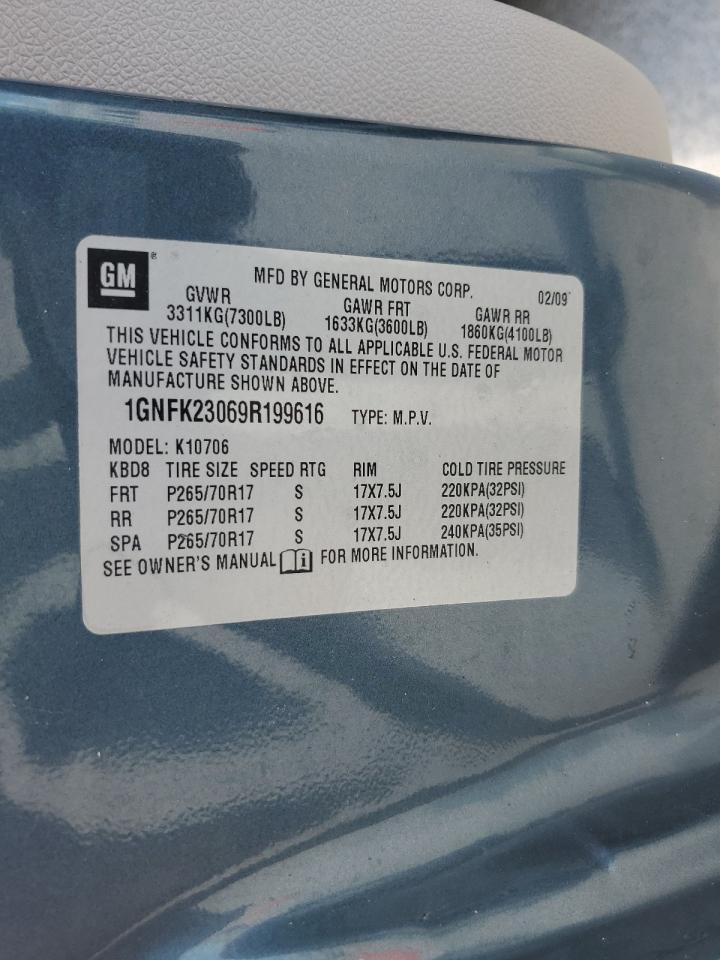 GM®
MFD BY GENERAL MOTORS CORP. 02/09
GVWR GAWR FRT GAWR RR
3311KG(7300LB) 1633KG(3600LB) 1860KG(4100LB)
THIS VEHICLE CONFORMS TO ALL APPLICABLE U.S. FEDERAL MOTOR
VEHICLE SAFETY STANDARDS IN EFFECT ON THE DATE OF
MANUFACTURE SHOWN ABOVE.
1GNFK23069R199616 TYPE: M.P.V.
MODEL: K10706
KBD8 TIRE SIZE SPEED RTG RIM COLD TIRE PRESSURE
FRT P265/70R17 S 17X7.5J 220KPA(32PSI)
RR P265/70R17 S 17X7.5J 220KPA(32PSI)
SPA P265/70R17 S 17X7.5J 240KPA(35PSI)
SEE OWNER'S MANUAL i FOR MORE INFORMATION.